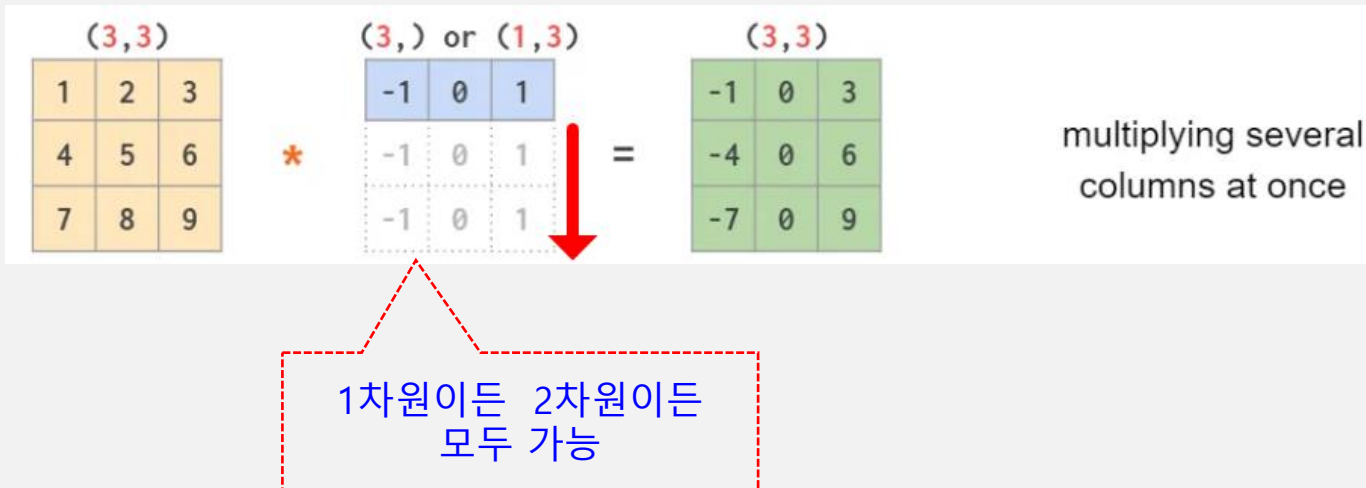 (3,3) (3,) or (1,3) (3,3)
1 2 3 -1 0 1 -1 0 3
4 5 6 * -1 0 1 = -4 0 6
7 8 9 -1 0 1 -7 0 9
multiplying several
columns at once
1차원이든 2차원이든
모두 가능